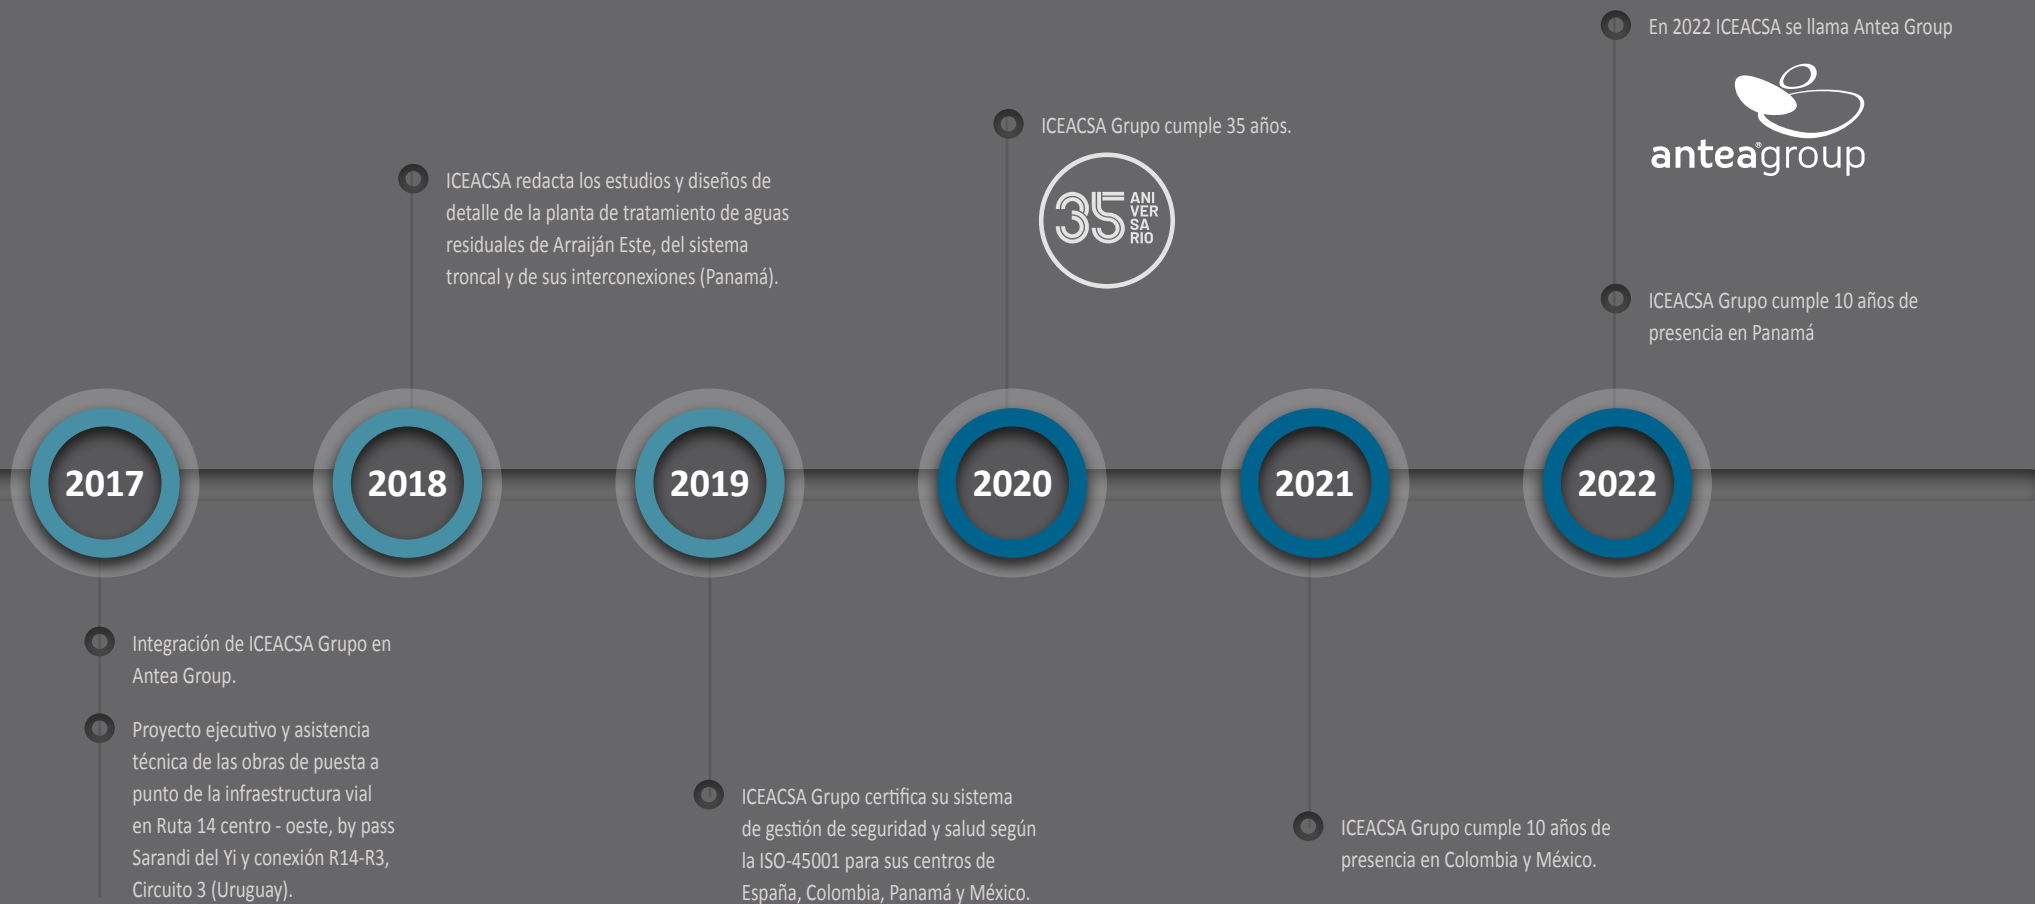 En 2022 ICEACSA se llama Antea Group
antea®group
ICEACSA Grupo cumple 35 años.
35 ANI
VER
SA
RIO
ICEACSA redacta los estudios y diseños de
detalle de la planta de tratamiento de aguas
residuales de Arraiján Este, del sistema
troncal y de sus interconexiones (Panamá).
ICEACSA Grupo cumple 10 años de
presencia en Panamá
2017
2018
2019
2020
2021
2022
Integración de ICEACSA Grupo en
Antea Group.
Proyecto ejecutivo y asistencia
técnica de las obras de puesta a
punto de la infraestructura vial
en Ruta 14 centro - oeste, by pass
Sarandi del Yi y conexión R14-R3,
Circuito 3 (Uruguay).
ICEACSA Grupo certifica su sistema
de gestión de seguridad y salud según
la ISO-45001 para sus centros de
España, Colombia, Panamá y México.
ICEACSA Grupo cumple 10 años de
presencia en Colombia y México.